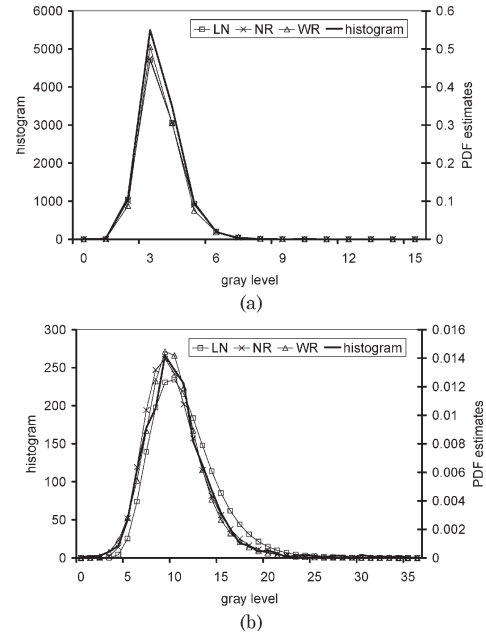 LN NR WR histogram
6000 0.6
5000 0.5
4000 0.4
3000 0.3
2000 0.2
1000 0.1
0 0
histogram
PDF estimates
0 3 6 9 12 15
gray level
(a)
LN NR WR histogram
300 0.016
250 0.014
200 0.012
150 0.01
100 0.008
50 0.006
0 0.004
0.002
0
histogram
PDF estimates
0 5 10 15 20 25 30 35
gray level
(b)